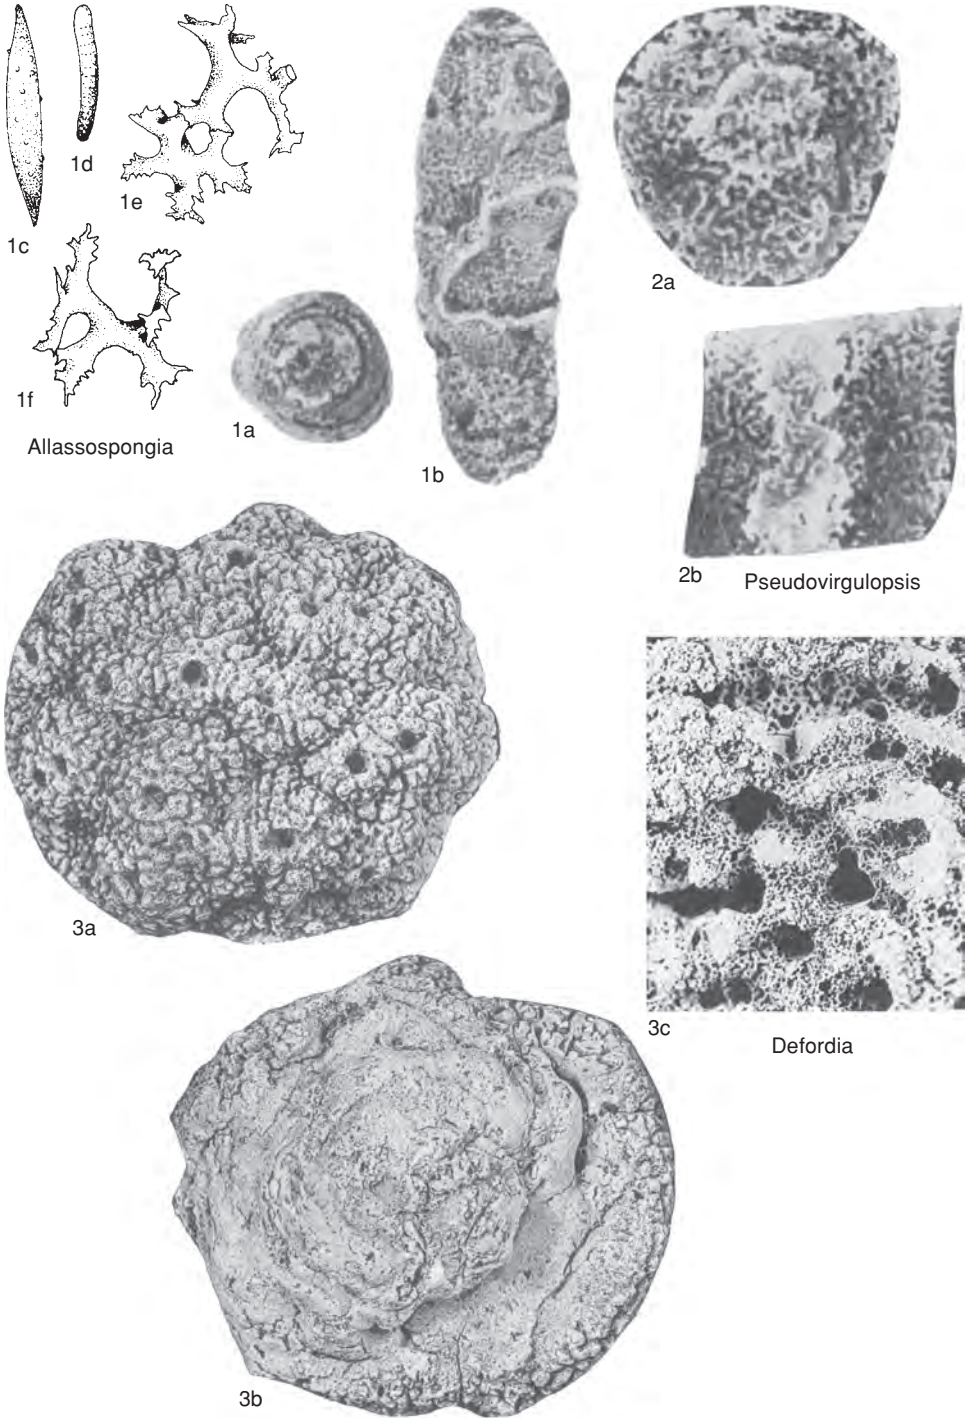 1c
1d
1e
1f
Allassospongia
1a
1b
2a
2b
Pseudovirgulopsis
3a
3c
Defordia
3b